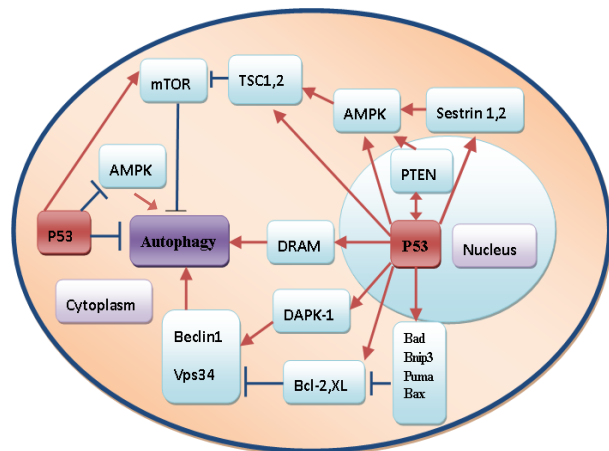 mTOR
TSC1,2
AMPK
Sestrin 1,2
AMPK
PTEN
P53
Autophagy
DRAM
P53
Nucleus
Cytoplasm
DAPK-1
Beclin1
Vps34
Bcl-2,XL
Bad
Bnip3
Puma
Bax